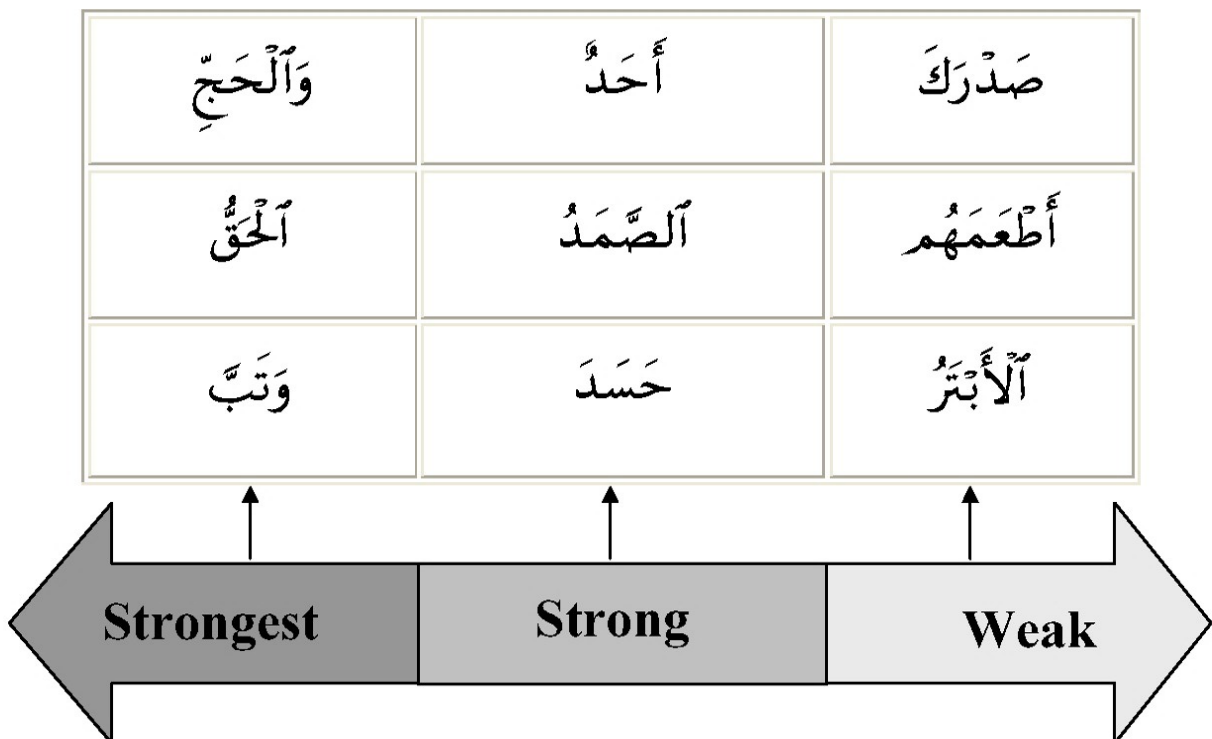 صَدْرَكَ أَحَدٌ وَٱلْحَجِّ
أَطْعَمَهُم ٱلصَّمَدُ ٱلْحَقُّ
ٱلْأَبْتَرُ حَسَدَ وَتَبَّ
Strongest Strong Weak